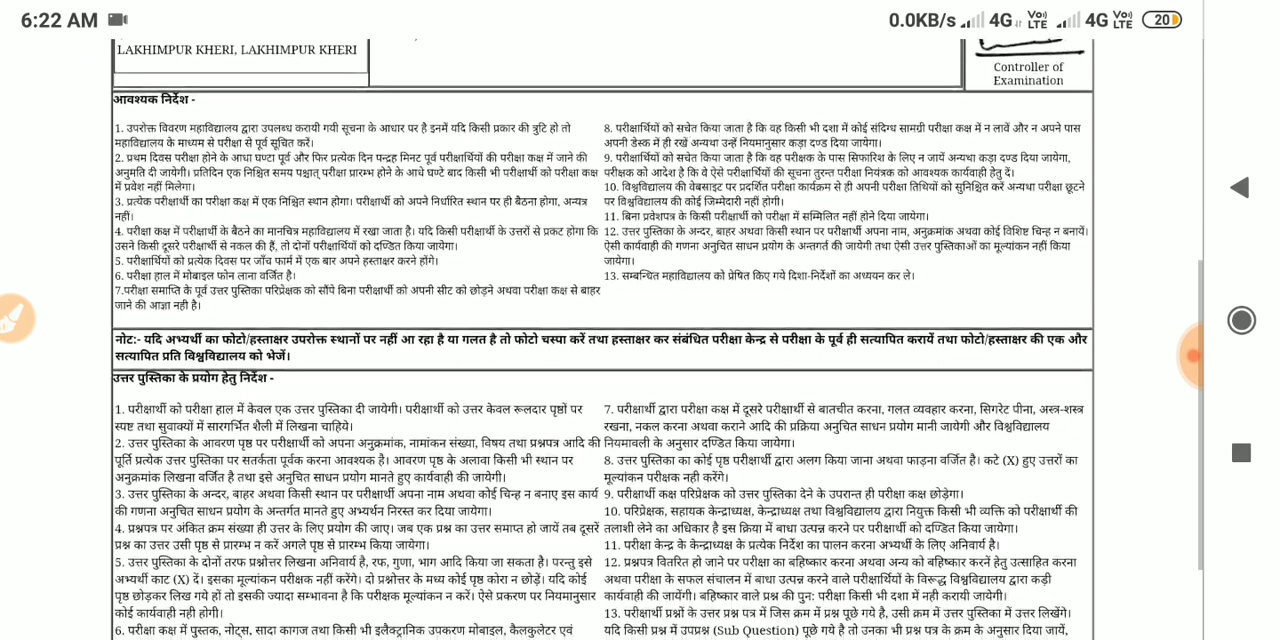 6:22 AM
0.0KB/s 4G Vo) LTE 4G Vo) LTE 20
LAKHIMPUR KHERI, LAKHIMPUR KHERI
Controller of
Examination
आवश्यक निर्देश -
1. उपरोक्त विवरण महाविद्यालय द्वारा उपलब्ध करायी गयी सूचना के आधार पर है इनमें यदि किसी प्रकार की त्रुटि हो तो
महाविद्यालय के माध्यम से परीक्षा से पूर्व सूचित करें।
2. प्रथम दिवस परीक्षा होने के आधा घण्टा पूर्व और फिर प्रत्येक दिन पन्द्रह मिनट पूर्व परीक्षार्थियों की परीक्षा कक्ष में जाने की
अनुमति दी जायेगी। प्रतिदिन एक निश्चित समय पश्चात् परीक्षा प्रारम्भ होने के आधे घण्टे बाद किसी भी परीक्षार्थी को परीक्षा कक्ष
में प्रवेश नहीं मिलेगा।
3. प्रत्येक परीक्षार्थी का परीक्षा कक्ष में एक निश्चित स्थान होगा। परीक्षार्थी को अपने निर्धारित स्थान पर ही बैठना होगा, अन्यत्र
नहीं।
4. परीक्षा कक्ष में परीक्षार्थी के बैठने का मानचित्र महाविद्यालय में रखा जाता है। यदि किसी परीक्षार्थी के उत्तरों से प्रकट होगा कि
उसने किसी दूसरे परीक्षार्थी से नकल की हैं, तो दोनों परीक्षार्थियों को दण्डित किया जायेगा।
5. परीक्षार्थियों को प्रत्येक दिवस पर जाँच फार्म में एक बार अपने हस्ताक्षर करने होंगे।
6. परीक्षा हाल में मोबाइल फोन लाना वर्जित है।
7.परीक्षा समाप्ति के पूर्व उत्तर पुस्तिका परिप्रेक्षक को सौंपे बिना परीक्षार्थी को अपनी सीट को छोड़ने अथवा परीक्षा कक्ष से बाहर
जाने की आज्ञा नही है।
8. परीक्षार्थियों को सचेत किया जाता है कि वह किसी भी दशा में कोई संदिग्ध सामग्री परीक्षा कक्ष में न लावें और न अपने पास
अपनी डेस्क में ही रखें अन्यथा उन्हें नियमानुसार कड़ा दण्ड दिया जायेगा।
9. परीक्षार्थियों को सचेत किया जाता है कि वह परीक्षक के पास सिफारिश के लिए न जायें अन्यथा कड़ा दण्ड दिया जायेगा,
परीक्षक को आदेश है कि वे ऐसे परीक्षार्थियों की सूचना तुरन्त परीक्षा नियंत्रक को आवश्यक कार्यवाही हेतु दें।
10. विश्वविद्यालय की वेबसाइट पर प्रदर्शित परीक्षा कार्यक्रम से ही अपनी परीक्षा तिथियों को सुनिश्चित करें अन्यथा परीक्षा छूटने
पर विश्वविद्यालय की कोई जिम्मेदारी नहीं होगी।
11. बिना प्रवेशपत्र के किसी परीक्षार्थी को परीक्षा में सम्मिलित नहीं होने दिया जायेगा।
12. उत्तर पुस्तिका के अन्दर, बाहर अथवा किसी स्थान पर परीक्षार्थी अपना नाम, अनुक्रमांक अथवा कोई विशिष्ट चिन्ह न बनायें।
ऐसी कार्यवाही की गणना अनुचित साधन प्रयोग के अन्तर्गत की जायेगी तथा ऐसी उत्तर पुस्तिकाओं का मूल्यांकन नहीं किया
जायेगा।
13. सम्बन्धित महाविद्यालय को प्रेषित किए गये दिशा-निर्देशों का अध्ययन कर ले।
नोटः- यदि अभ्यर्थी का फोटो/हस्ताक्षर उपरोक्त स्थानों पर नहीं आ रहा है या गलत है तो फोटो चस्पा करें तथा हस्ताक्षर कर संबंधित परीक्षा केन्द्र से परीक्षा के पूर्व ही सत्यापित करायें तथा फोटो/हस्ताक्षर की एक और
सत्यापित प्रति विश्वविद्यालय को भेजें।
उत्तर पुस्तिका के प्रयोग हेतु निर्देश -
1. परीक्षार्थी को परीक्षा हाल में केवल एक उत्तर पुस्तिका दी जायेगी। परीक्षार्थी को उत्तर केवल रूलदार पृष्ठों पर
स्पष्ट तथा सुवाक्यों में सारगर्भित शैली में लिखना चाहिये।
2. उत्तर पुस्तिका के आवरण पृष्ठ पर परीक्षार्थी को अपना अनुक्रमांक, नामांकन संख्या, विषय तथा प्रश्नपत्र आदि की
पूर्ति प्रत्येक उत्तर पुस्तिका पर सतर्कता पूर्वक करना आवश्यक है। आवरण पृष्ठ के अलावा किसी भी स्थान पर
अनुक्रमांक लिखना वर्जित है तथा इसे अनुचित साधन प्रयोग मानते हुए कार्यवाही की जायेगी।
3. उत्तर पुस्तिका के अन्दर, बाहर अथवा किसी स्थान पर परीक्षार्थी अपना नाम अथवा कोई चिन्ह न बनाए इस कार्य
की गणना अनुचित साधन प्रयोग के अन्तर्गत मानते हुए अभ्यर्थन निरस्त कर दिया जायेगा।
4. प्रश्नपत्र पर अंकित क्रम संख्या ही उत्तर के लिए प्रयोग की जाए। जब एक प्रश्न का उत्तर समाप्त हो जायें तब दूसरें
प्रश्न का उत्तर उसी पृष्ठ से प्रारम्भ न करें अगले पृष्ठ से प्रारम्भ किया जायेगा।
5. उत्तर पुस्तिका के दोनों तरफ प्रश्नोत्तर लिखना अनिवार्य है, रफ, गुणा, भाग आदि किया जा सकता है। परन्तु इसे
अभ्यर्थी काट (X) दें। इसका मूल्यांकन परीक्षक नहीं करेंगे। दो प्रश्नोत्तर के मध्य कोई पृष्ठ कोरा न छोड़ें। यदि कोई
पृष्ठ छोड़कर लिख गये हों तो इसकी ज्यादा सम्भावना है कि परीक्षक मूल्यांकन न करें। ऐसे प्रकरण पर नियमानुसार
कोई कार्यवाही नही होगी।
6. परीक्षा कक्ष में पुस्तक, नोट्स, सादा कागज तथा किसी भी इलैक्ट्रानिक उपकरण मोबाइल, कैलकुलेटर एवं
7. परीक्षार्थी द्वारा परीक्षा कक्ष में दूसरे परीक्षार्थी से बातचीत करना, गलत व्यवहार करना, सिगरेट पीना, अस्त्र-शस्त्र
रखना, नकल करना अथवा कराने आदि की प्रक्रिया अनुचित साधन प्रयोग मानी जायेगी और विश्वविद्यालय
नियमावली के अनुसार दण्डित किया जायेगा।
8. उत्तर पुस्तिका का कोई पृष्ठ परीक्षार्थी द्वारा अलग किया जाना अथवा फाड़ना वर्जित है। कटे (X) हुए उत्तरों का
मूल्यांकन परीक्षक नही करेंगे।
9. परीक्षार्थी कक्ष परिप्रेक्षक को उत्तर पुस्तिका देने के उपरान्त ही परीक्षा कक्ष छोड़ेगा।
10. परिप्रेक्षक, सहायक केन्द्राध्यक्ष, केन्द्राध्यक्ष तथा विश्वविद्यालय द्वारा नियुक्त किसी भी व्यक्ति को परीक्षार्थी की
तलाशी लेने का अधिकार है इस क्रिया में बाधा उत्पन्न करने पर परीक्षार्थी को दण्डित किया जायेगा।
11. परीक्षा केन्द्र के केन्द्राध्यक्ष के प्रत्येक निर्देश का पालन करना अभ्यर्थी के लिए अनिवार्य है।
12. प्रश्नपत्र वितरित हो जाने पर परीक्षा का बहिष्कार करना अथवा अन्य को बहिष्कार करनें हेतु उत्साहित करना
अथवा परीक्षा के सफल संचालन में बाधा उत्पन्न करने वाले परीक्षार्थियों के विरूद्ध विश्वविद्यालय द्वारा कड़ी
कार्यवाही की जायेंगी। बहिष्कार वाले प्रश्न की पुनः परीक्षा किसी भी दशा में नही करायी जायेगी।
13. परीक्षार्थी प्रश्नों के उत्तर प्रश्न पत्र में जिस क्रम में प्रश्न पूछे गये है, उसी क्रम में उत्तर पुस्तिका में उत्तर लिखेंगे।
यदि किसी प्रश्न में उपप्रश्न (Sub Question) पूछे गये है तो उनका भी प्रश्न पत्र के क्रम के अनुसार दिया जायें,